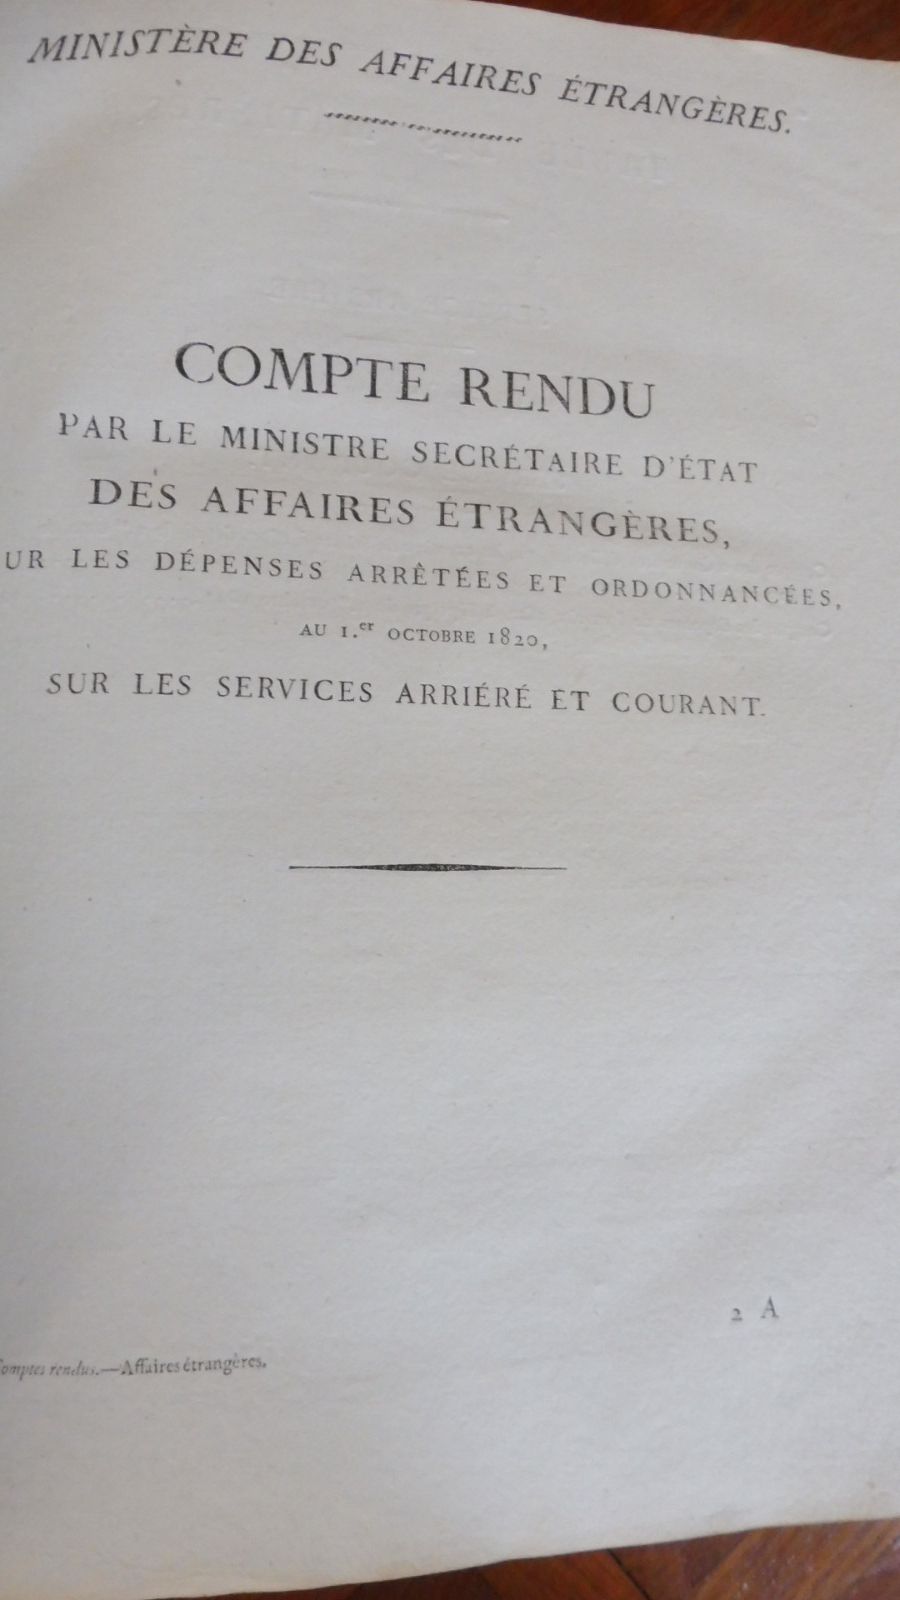 MINISTÈRE DES AFFAIRES ÉTRANGÈRES.
COMPTE RENDU
PAR LE MINISTRE SECRÉTAIRE D'ÉTAT
DES AFFAIRES ÉTRANGÈRES,
UR LES DÉPENSES ARRÊTÉES ET ORDONNANCÉES,
AU 1.er OCTOBRE 1820,
SUR LES SERVICES ARRIÉRÉ ET COURANT.
2 A
Comptes rendus.—Affaires étrangères.